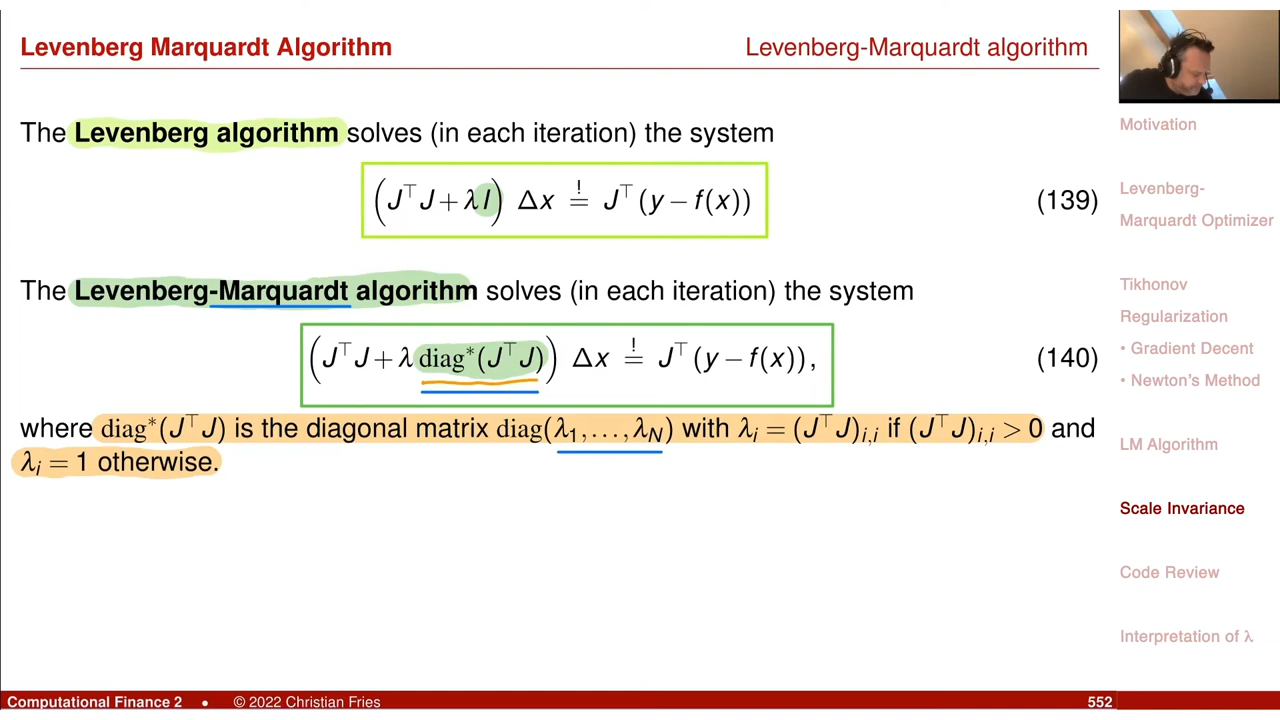 Levenberg Marquardt Algorithm
Levenberg-Marquardt algorithm
The Levenberg algorithm solves (in each iteration) the system
(J⊤J + λI) Δx =! J⊤(y − f(x))
(139)
The Levenberg-Marquardt algorithm solves (in each iteration) the system
(J⊤J + λ diag*(J⊤J)) Δx =! J⊤(y − f(x)),
(140)
where diag*(J⊤J) is the diagonal matrix diag(λ₁,…,λN) with λᵢ = (J⊤J)ᵢ,ᵢ if (J⊤J)ᵢ,ᵢ > 0 and
λᵢ = 1 otherwise.
Motivation
Levenberg-
Marquardt Optimizer
Tikhonov
Regularization
• Gradient Decent
• Newton's Method
LM Algorithm
Scale Invariance
Code Review
Interpretation of λ
Computational Finance 2 • © 2022 Christian Fries 552